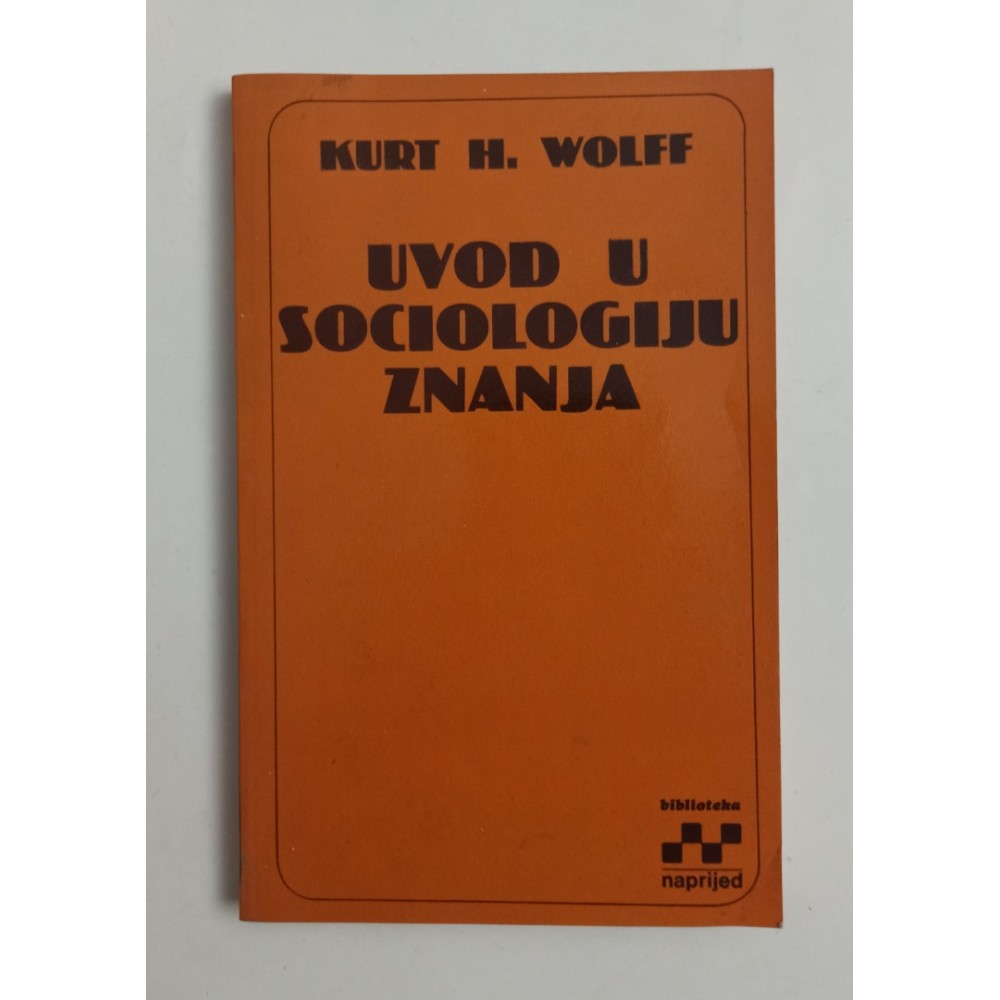 KURT H. WOLFF
UVOD U
SOCIOLOGIJU
ZNANJA
biblioteka
naprijed